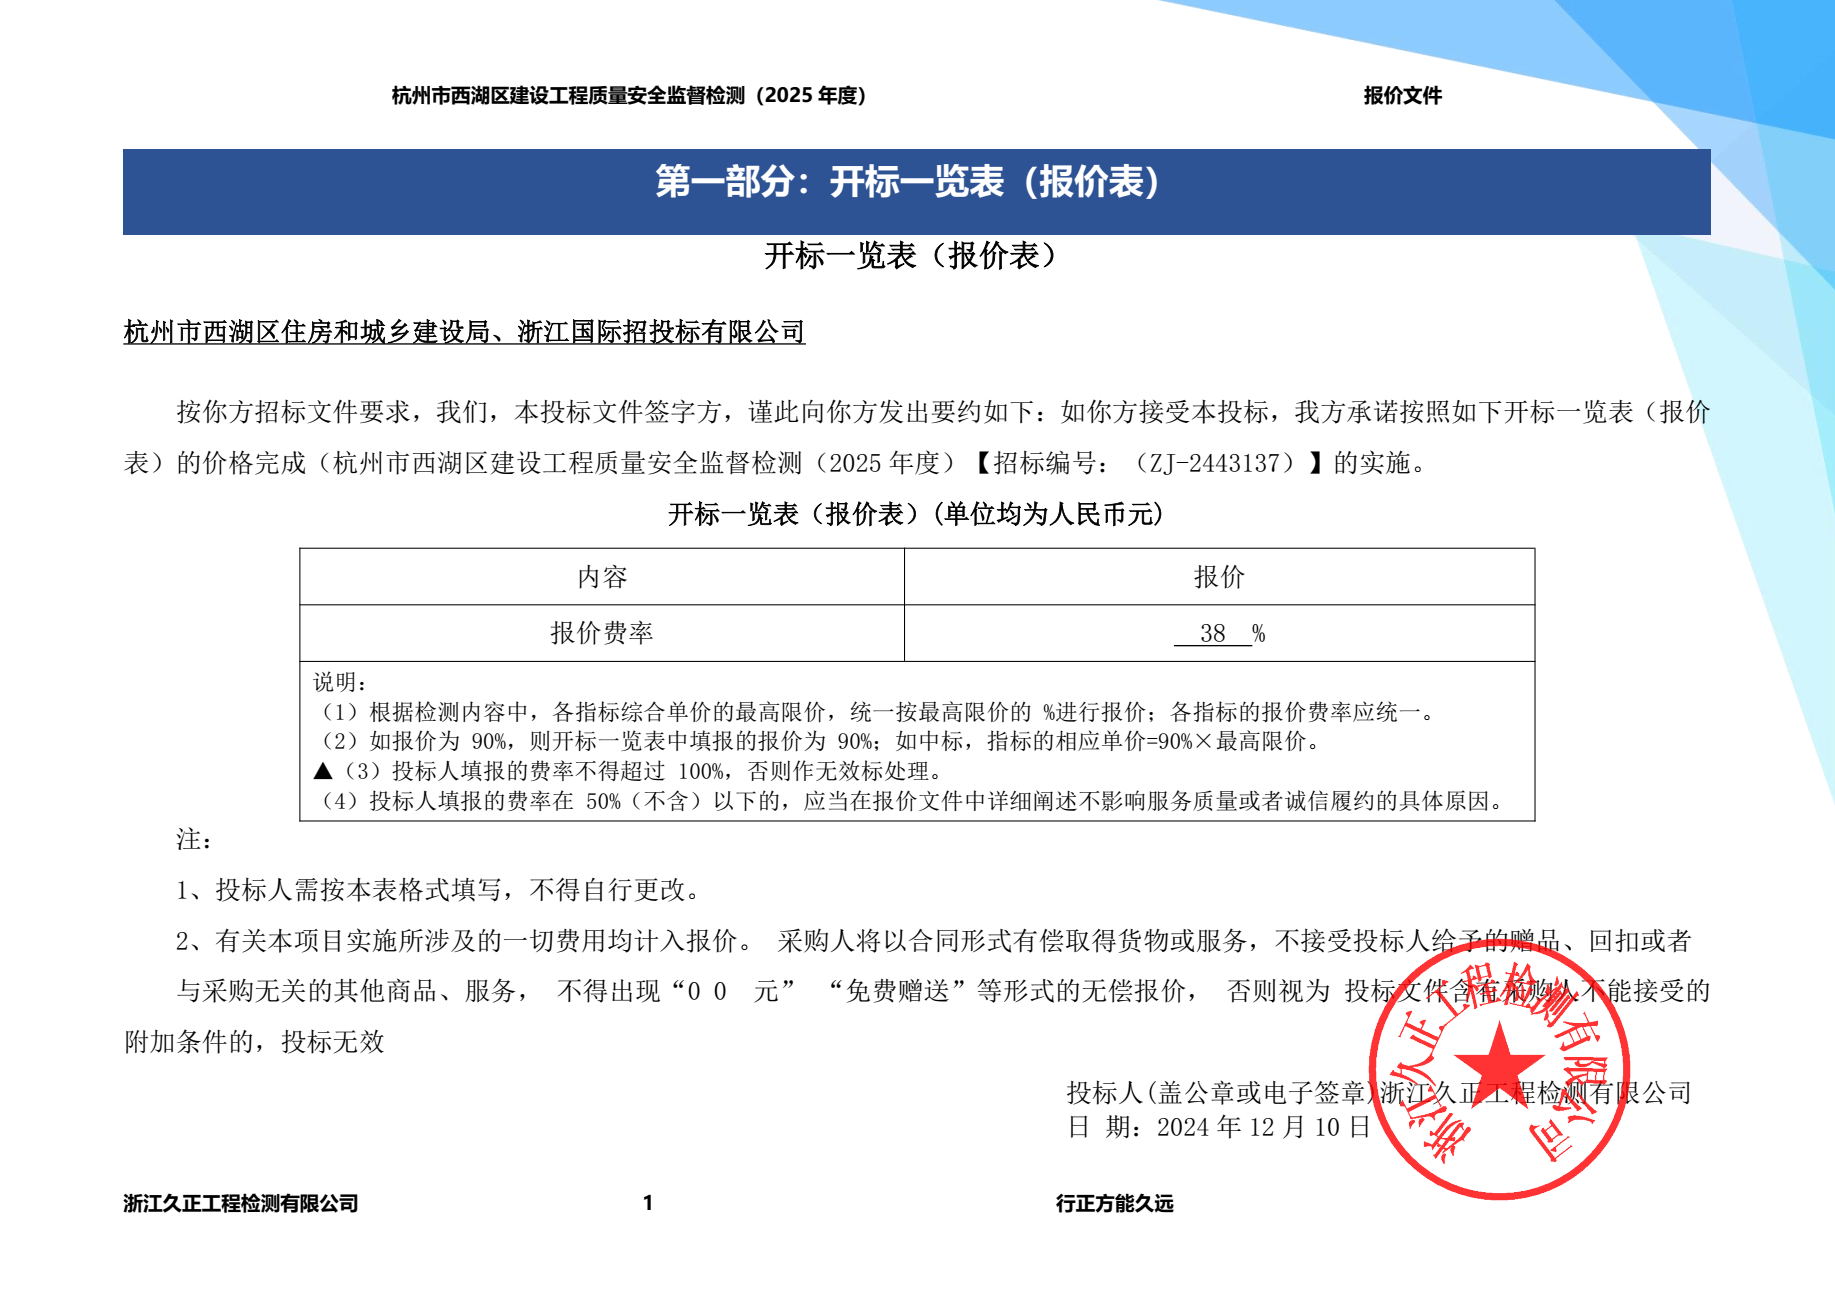 杭州市西湖区建设工程质量安全监督检测（2025 年度） 报价文件
第一部分：开标一览表（报价表）
开标一览表（报价表）
杭州市西湖区住房和城乡建设局、浙江国际招投标有限公司
按你方招标文件要求，我们，本投标文件签字方，谨此向你方发出要约如下：如你方接受本投标，我方承诺按照如下开标一览表（报价
表）的价格完成（杭州市西湖区建设工程质量安全监督检测（2025 年度）【招标编号：（ZJ-2443137）】的实施。
开标一览表（报价表）(单位均为人民币元)
内容 报价
报价费率 38 %
说明：
（1）根据检测内容中，各指标综合单价的最高限价，统一按最高限价的 %进行报价；各指标的报价费率应统一。
（2）如报价为 90%，则开标一览表中填报的报价为 90%；如中标，指标的相应单价=90%×最高限价。
▲（3）投标人填报的费率不得超过 100%，否则作无效标处理。
（4）投标人填报的费率在 50%（不含）以下的，应当在报价文件中详细阐述不影响服务质量或者诚信履约的具体原因。
注：
1、投标人需按本表格式填写，不得自行更改。
2、有关本项目实施所涉及的一切费用均计入报价。 采购人将以合同形式有偿取得货物或服务，不接受投标人给予的赠品、回扣或者
与采购无关的其他商品、服务， 不得出现“0 0 元” “免费赠送”等形式的无偿报价， 否则视为 投标文件含有采购人不能接受的
附加条件的，投标无效
投标人(盖公章或电子签章)浙江久正工程检测有限公司
日 期：2024 年 12 月 10 日
浙江久正工程检测有限公司
浙江久正工程检测有限公司 1 行正方能久远